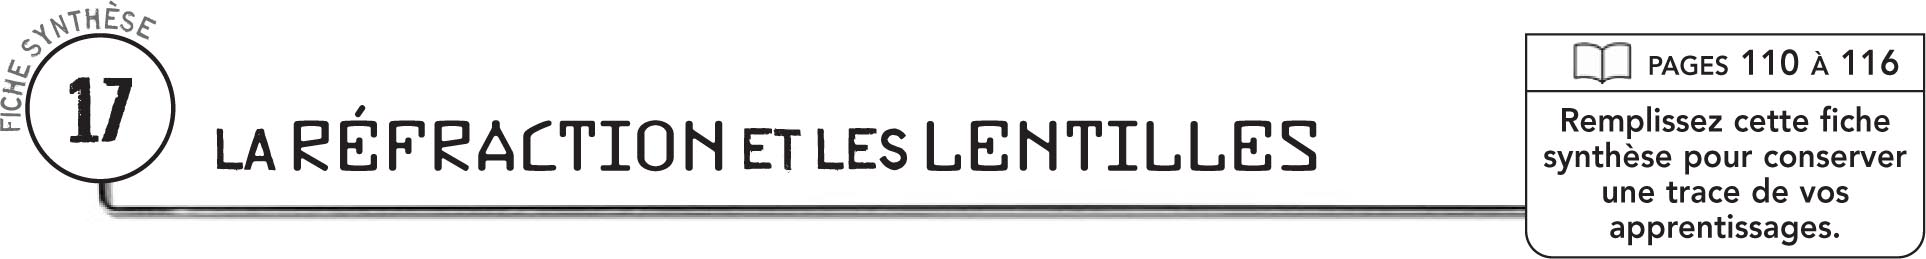 FICHE SYNTHÈSE
17
LA RÉFRACTION ET LES LENTILLES
PAGES 110 À 116
Remplissez cette fiche
synthèse pour conserver
une trace de vos
apprentissages.